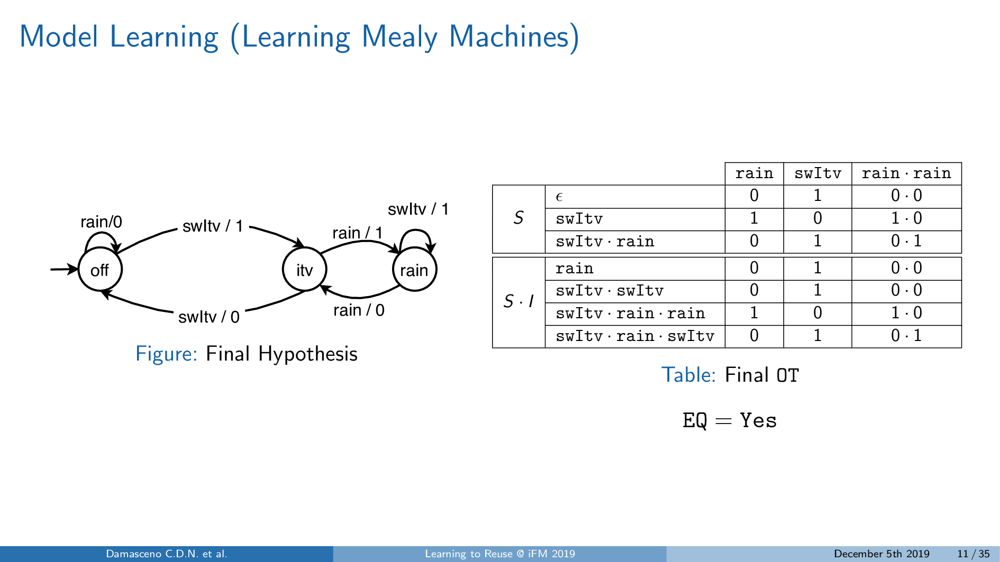 Model Learning (Learning Mealy Machines)
rain/0
swItv / 1
rain / 1
swItv / 1
off
itv
rain
swItv / 0
rain / 0
Figure: Final Hypothesis
rain swItv rain · rain
S
ϵ 0 1 0 · 0
swItv 1 0 1 · 0
swItv · rain 0 1 0 · 1
S · I
rain 0 1 0 · 0
swItv · swItv 0 1 0 · 0
swItv · rain · rain 1 0 1 · 0
swItv · rain · swItv 0 1 0 · 1
Table: Final OT
EQ = Yes
Damasceno C.D.N. et al. Learning to Reuse @ iFM 2019 December 5th 2019 11 / 35